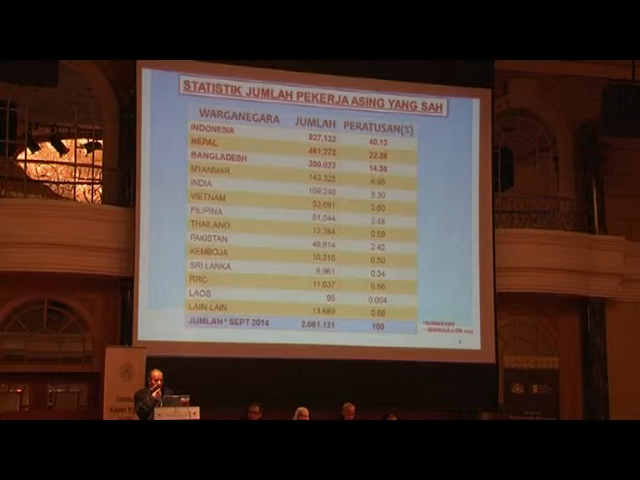 STATISTIK JUMLAH PEKERJA ASING YANG SAH
WARGANEGARA JUMLAH PERATUSAN(%)
INDONESIA 827,132 40.13
NEPAL 461,272 22.38
BANGLADESH 300,022 14.56
MYANMAR 143,325
INDIA 109,240 5.30
VIETNAM 53,691 2.60
FILIPINA 51,044 2.48
THAILAND 12,284 0.59
PAKISTAN 49,914 2.42
KEMBOJA 10,315 0.50
SRI LANKA 6,961 0.34
RRC 11,637 0.56
LAOS 95 0.004
LAIN-LAIN 13,689
JUMLAH * SEPT 2014 2,061,121 100